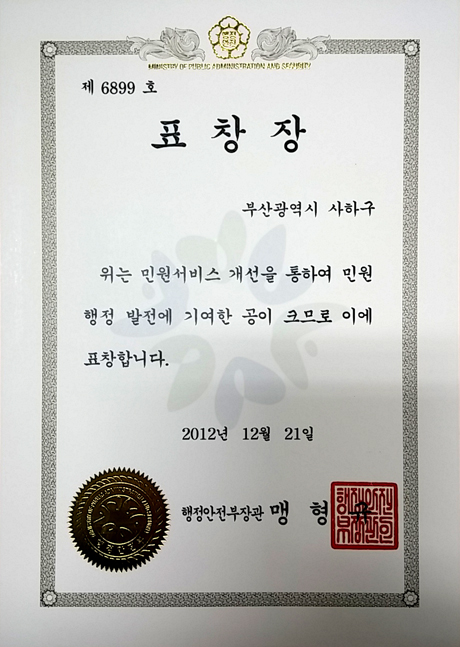 행정안전
MINISTRY OF PUBLIC ADMINISTRATION AND SECURITY
제 6899 호
표 창 장
부산광역시 사하구
위는 민원서비스 개선을 통하여 민원
행정 발전에 기여한 공이 크므로 이에
표창합니다.
2012년 12월 21일
행정안전부장관 맹 형 규